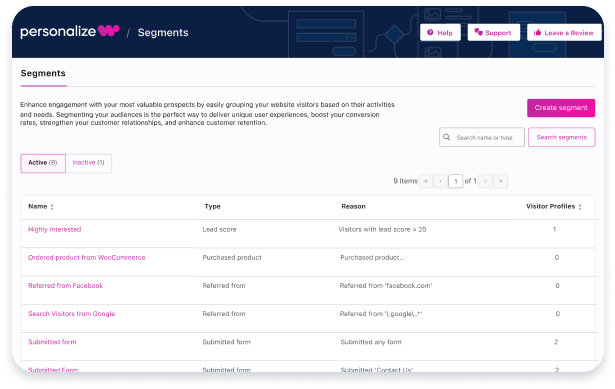 personalize / Segments
Help
Support
Leave a Review
Segments
Enhance engagement with your most valuable prospects by easily grouping your website visitors based on their activities
and needs. Segmenting your audiences is the perfect way to deliver unique user experiences, boost your conversion
rates, strengthen your customer relationships, and enhance customer retention.
Create segment
Search name or type
Search segments
Active (9)
Inactive (1)
9 items « ‹ 1 of 1 › »
Name Type Reason Visitor Profiles
Highly Interested Lead score Visitors with lead score > 20 1
Ordered product from WooCommerce Purchased product Purchased product... 0
Referred from Facebook Referred from Referred from 'facebook.com' 0
Search Visitors from Google Referred from Referred from '\.google\..*' 0
Submitted form Submitted form Submitted any form 2
Submitted Form Submitted form Submitted 'Contact Us' 2